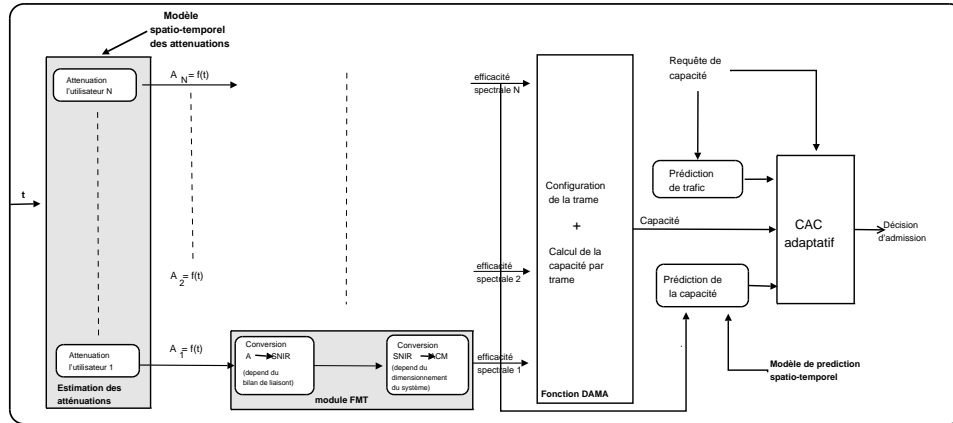 Modèle
spatio-temporel
des attenuations
Attenuation
l'utilisateur N
A N = f(t)
efficacité
spectrale N
Requête de
capacité
t
Configuration
de la trame
+
Calcul de la
capacité par
trame
Prédiction
de trafic
Capacité
CAC
adaptatif
Décision
d'admission
A 2 = f(t)
efficacité
spectrale 2
Prédiction de
la capacité
Attenuation
l'utilisateur 1
A 1 = f(t)
Conversion
A SNIR
(depend du
bilan de liaisont)
Conversion
SNIR ACM
(depend du
dimensionnement
du système)
efficacité
spectrale 1
Modèle de prediction
spatio-temporel
Estimation des
atténuations
module FMT
Fonction DAMA